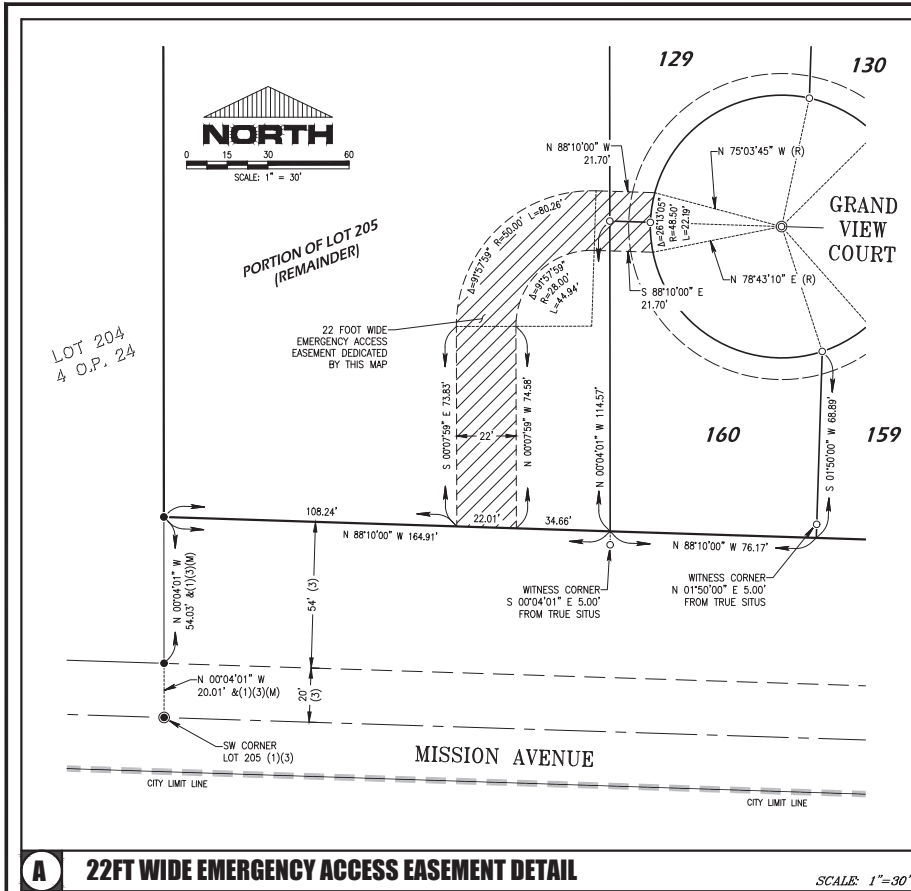 129
130
NORTH
0 15 30 60
SCALE: 1" = 30'
N 88°10'00" W
21.70'
N 75°03'45" W (R)
GRAND
VIEW
COURT
PORTION OF LOT 205
(REMAINDER)
Δ=91°57'59" R=50.00' L=80.26'
Δ=91°57'59"
R=28.00'
L=44.94'
Δ=26°13'05"
R=48.50'
L=22.19'
N 78°43'10" E (R)
S 88°10'00" E
21.70'
LOT 204
4 O.P. 24
22 FOOT WIDE
EMERGENCY ACCESS
EASEMENT DEDICATED
BY THIS MAP
S 00°07'59" E 73.83'
22'
N 00°07'59" W 74.58'
N 00°04'01" W 114.57'
160
S 01°50'00" W 68.89'
159
108.24'
22.01'
34.66'
N 88°10'00" W 164.91'
N 88°10'00" W 76.17'
N 00°04'01" W
54.03' &(1)(3)(M)
54' (3)
WITNESS CORNER
S 00°04'01" E 5.00'
FROM TRUE SITUS
WITNESS CORNER
N 01°50'00" E 5.00'
FROM TRUE SITUS
N 00°04'01" W
20.01' &(1)(3)(M)
20'
(3)
SW CORNER
LOT 205 (1)(3)
MISSION AVENUE
CITY LIMIT LINE
CITY LIMIT LINE
A 22FT WIDE EMERGENCY ACCESS EASEMENT DETAIL
SCALE: 1"=30'